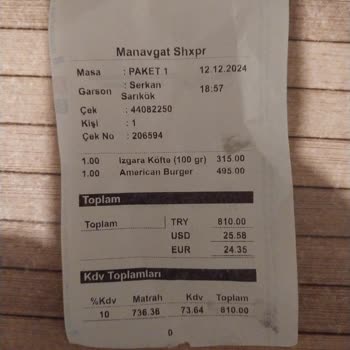 Manavgat Shxpr
Masa : PAKET 1 12.12.2024
Garson : Serkan Sarıkök 18:57
Çek : 44082250
Kişi : 1
Çek No : 206594
1.00 Izgara Köfte (100 gr) 315.00
1.00 American Burger 495.00
Toplam
Toplam TRY 810.00
USD 25.58
EUR 24.35
Kdv Toplamları
%Kdv Matrah Kdv Toplam
10 736.36 73.64 810.00
0